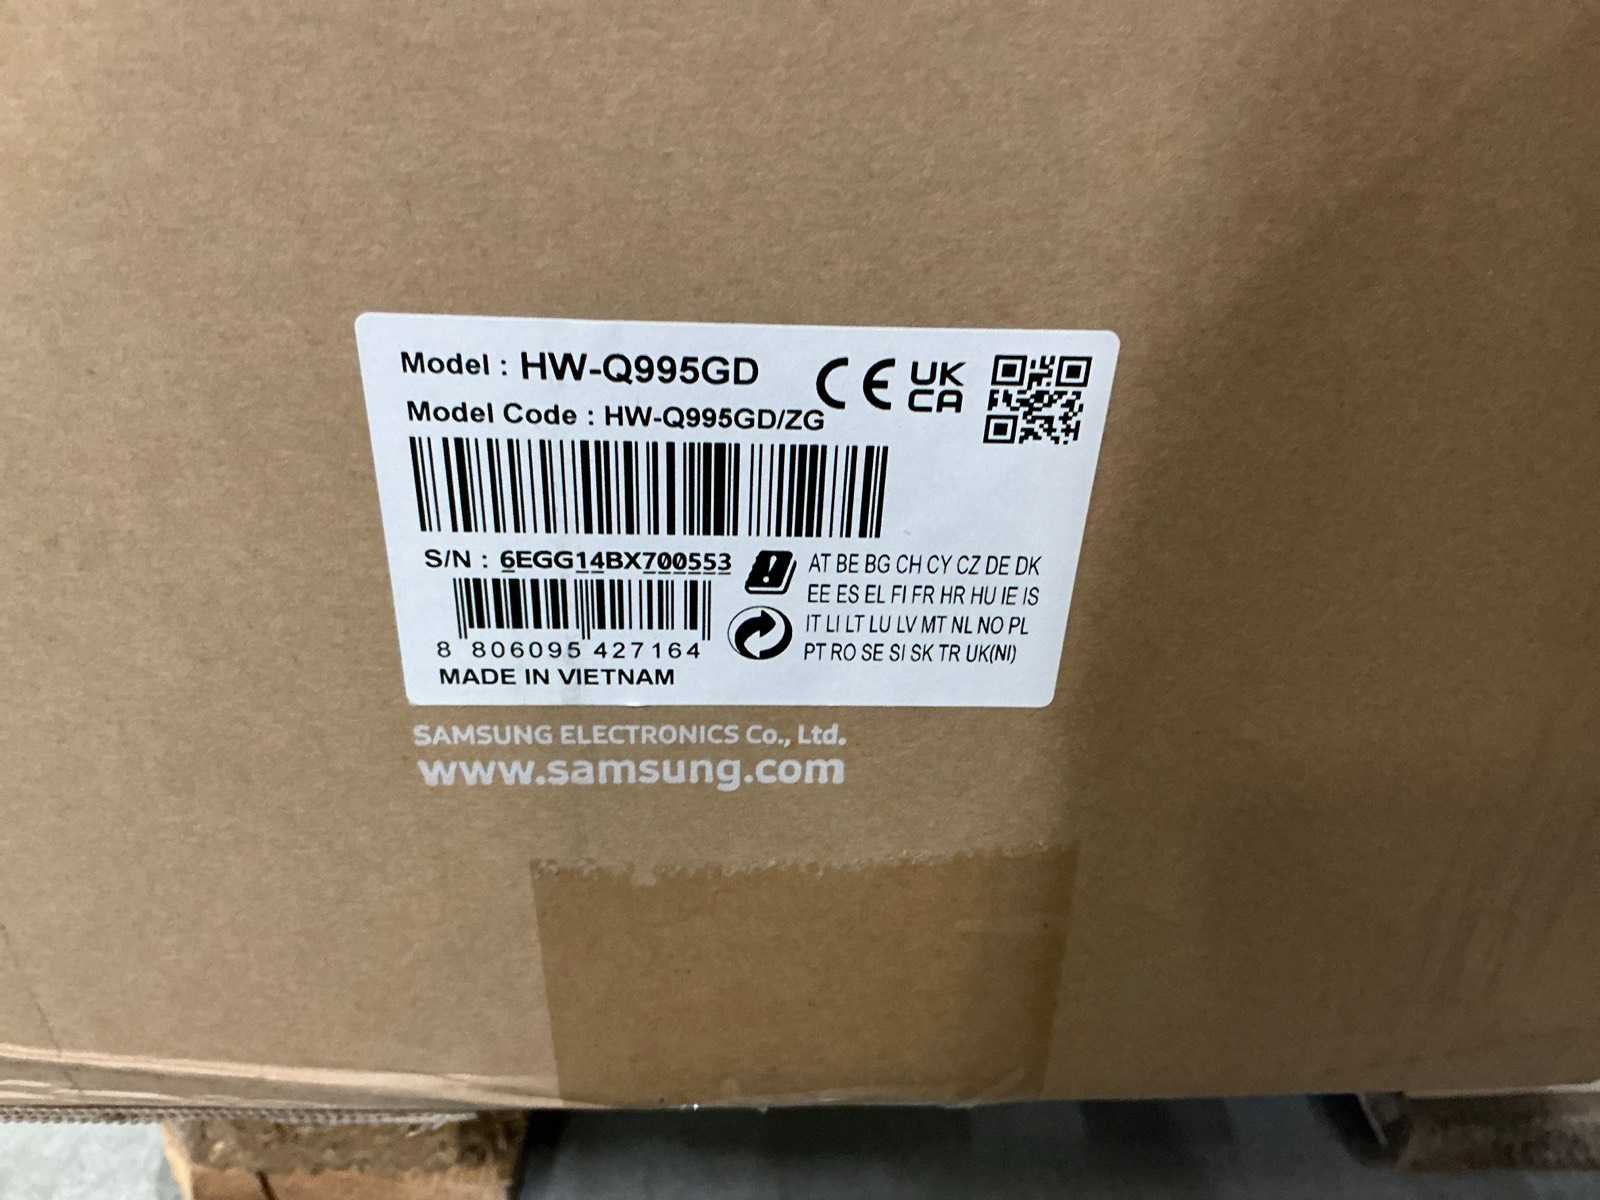 Model : HW-Q995GD
Model Code : HW-Q995GD/ZG
CE UK CA
S/N : 6EGG14BX700553
AT BE BG CH CY CZ DE DK
EE ES EL FI FR HR HU IE IS
IT LI LT LU LV MT NL NO PL
PT RO SE SI SK TR UK(NI)
8 806095 427164
MADE IN VIETNAM
SAMSUNG ELECTRONICS Co., Ltd.
www.samsung.com